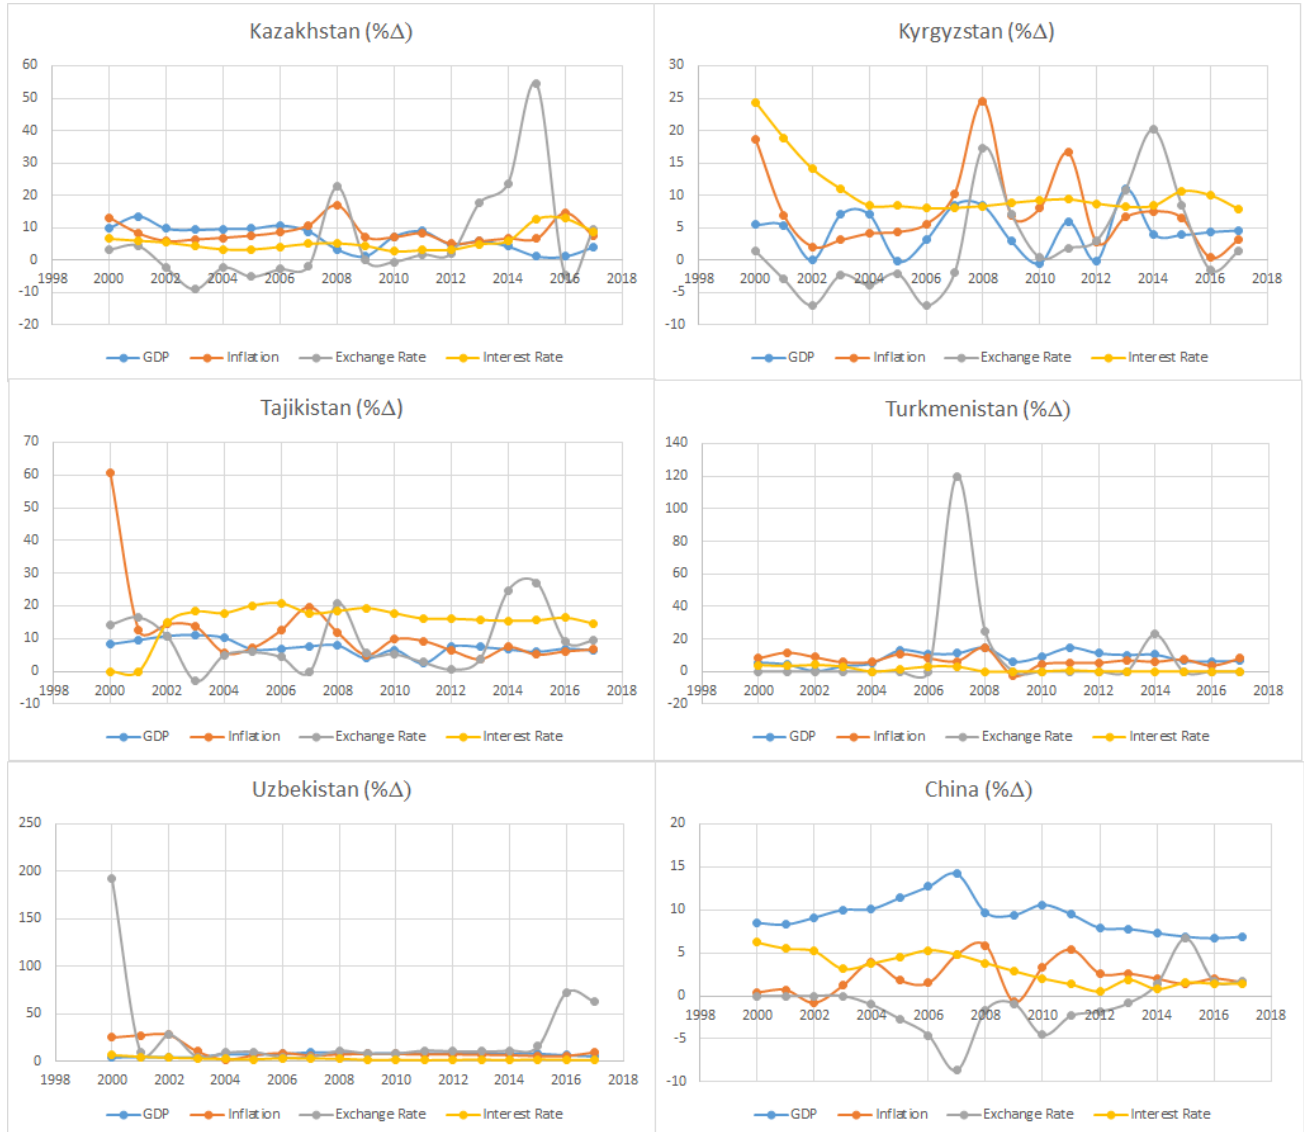 Kazakhstan (%Δ)
60
50
40
30
20
10
0
-10
-20
1998 2000 2002 2004 2006 2008 2010 2012 2014 2016 2018
GDP Inflation Exchange Rate Interest Rate
Kyrgyzstan (%Δ)
30
25
20
15
10
5
0
-5
-10
1998 2000 2002 2004 2006 2008 2010 2012 2014 2016 2018
GDP Inflation Exchange Rate Interest Rate
Tajikistan (%Δ)
70
60
50
40
30
20
10
0
-10
1998 2000 2002 2004 2006 2008 2010 2012 2014 2016 2018
GDP Inflation Exchange Rate Interest Rate
Turkmenistan (%Δ)
140
120
100
80
60
40
20
0
-20
1998 2000 2002 2004 2006 2008 2010 2012 2014 2016 2018
GDP Inflation Exchange Rate Interest Rate
Uzbekistan (%Δ)
250
200
150
100
50
0
1998 2000 2002 2004 2006 2008 2010 2012 2014 2016 2018
GDP Inflation Exchange Rate Interest Rate
China (%Δ)
20
15
10
5
0
-5
-10
1998 2000 2002 2004 2006 2008 2010 2012 2014 2016 2018
GDP Inflation Exchange Rate Interest Rate